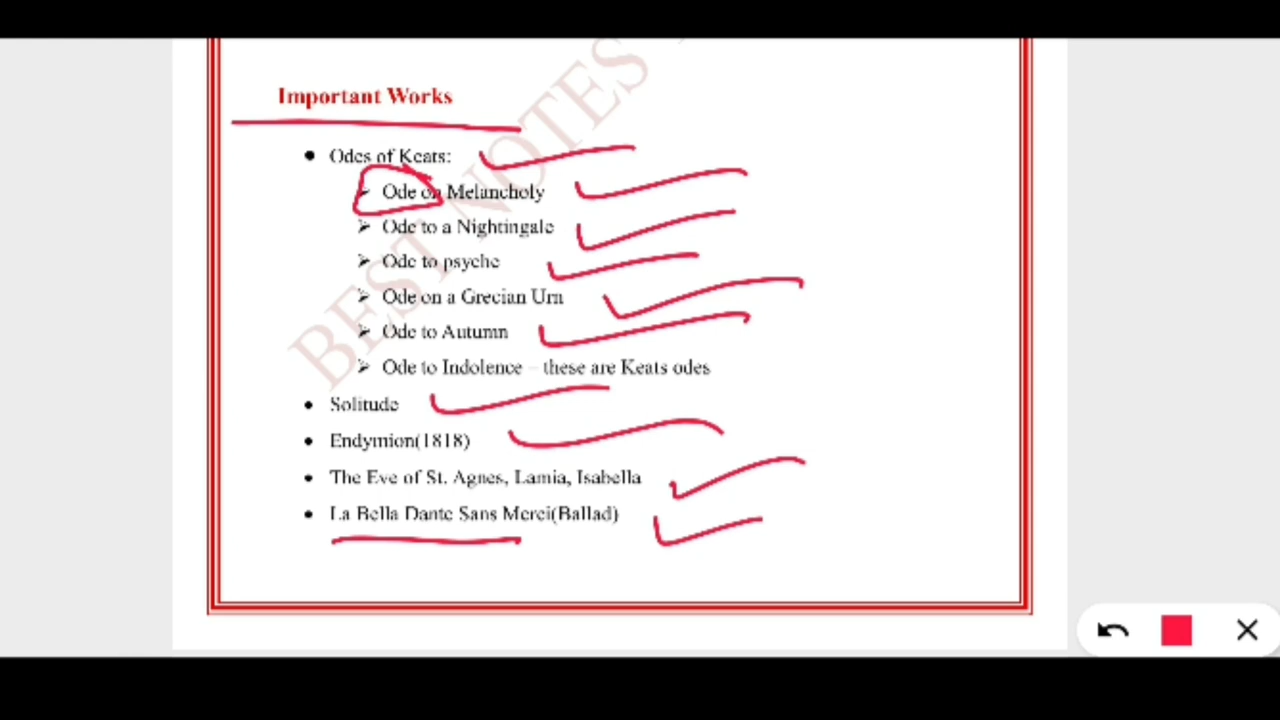 Important Works
Odes of Keats:
Ode on Melancholy
Ode to a Nightingale
Ode to psyche
Ode on a Grecian Urn
Ode to Autumn
Ode to Indolence – these are Keats odes
Solitude
Endymion(1818)
The Eve of St. Agnes, Lamia, Isabella
La Bella Dante Sans Merci(Ballad)
BEST NOTES